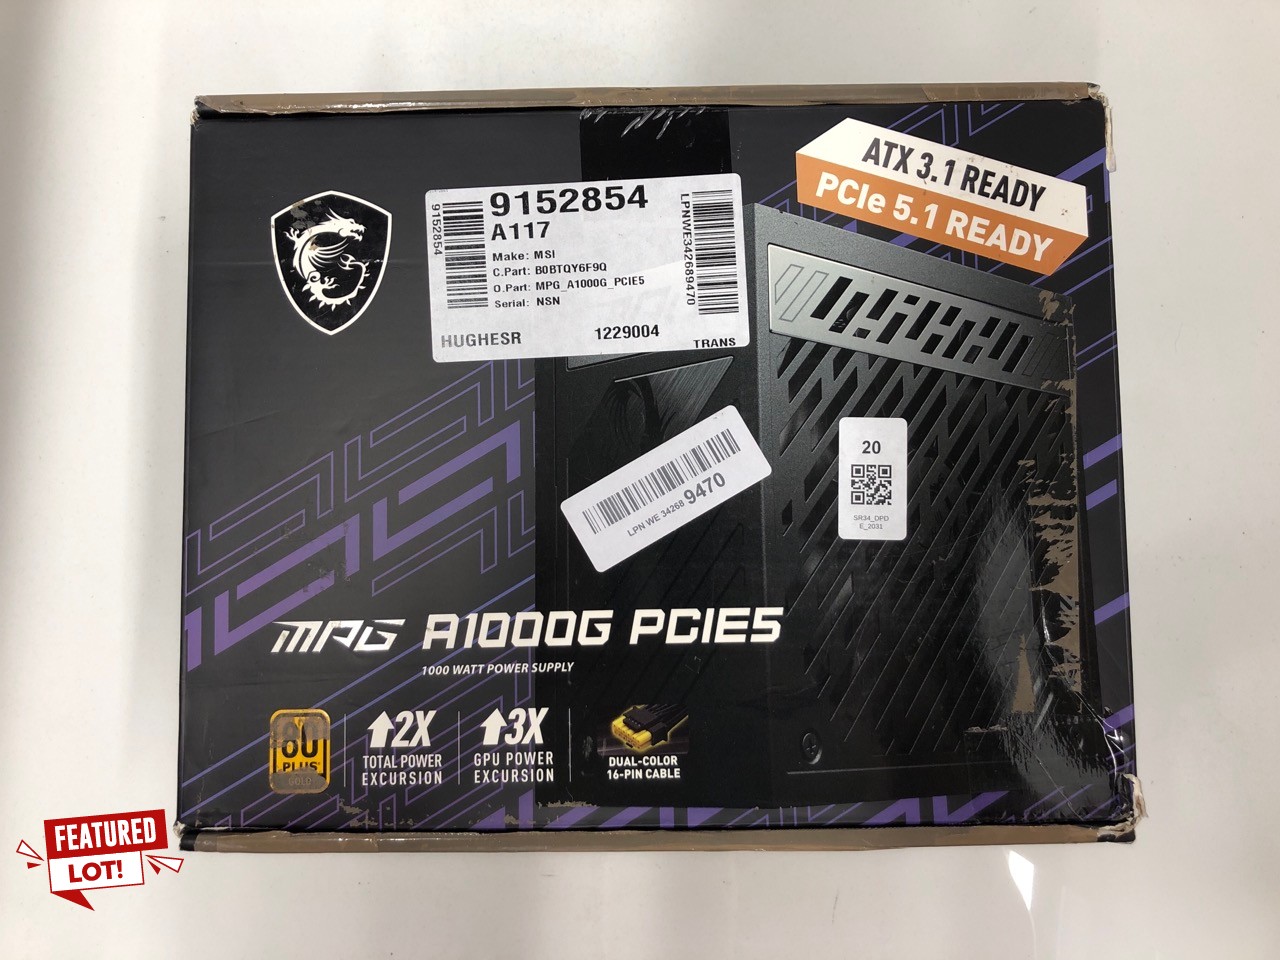 ATX 3.1 READY
PCIe 5.1 READY
9152854
9152854
A117
Make: MSI
C.Part: B0BTQY6F9Q
O.Part: MPG_A1000G_PCIE5
Serial: NSN
LPNWE342689470
HUGHESR
1229004
TRANS
LPN WE 34268 9470
20
SR34_DPD
E_2031
MPG A1000G PCIE5
1000 WATT POWER SUPPLY
80
PLUS
GOLD
2X
TOTAL POWER
EXCURSION
3X
GPU POWER
EXCURSION
DUAL-COLOR
16-PIN CABLE
FEATURED
LOT!